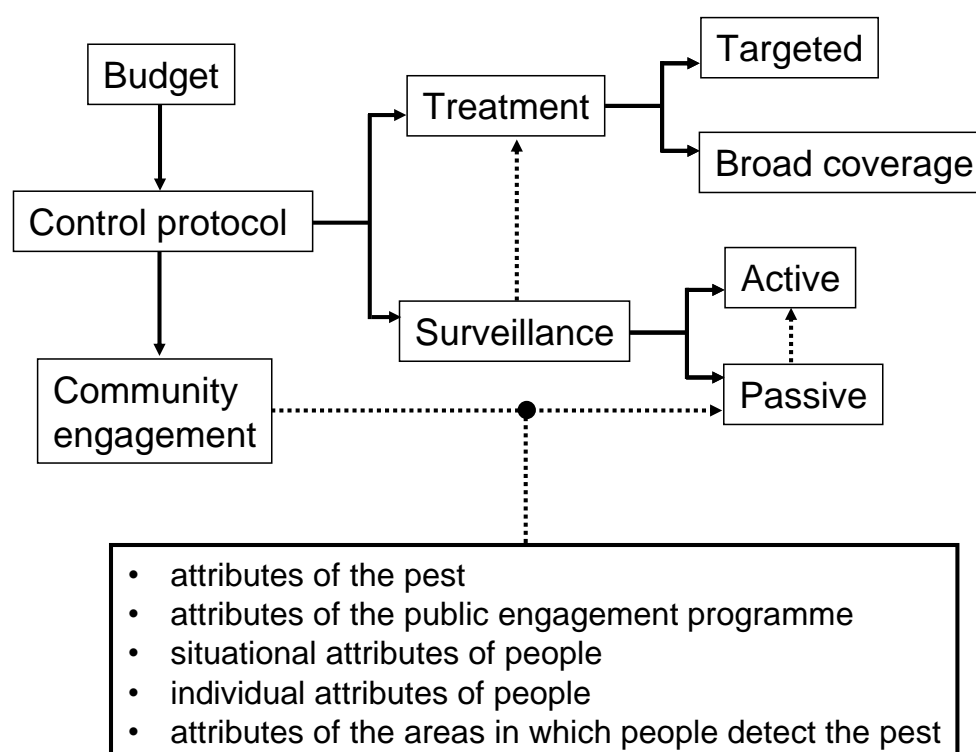 Budget
Control protocol
Community
engagement
Treatment
Surveillance
Targeted
Broad coverage
Active
Passive
• attributes of the pest
• attributes of the public engagement programme
• situational attributes of people
• individual attributes of people
• attributes of the areas in which people detect the pest